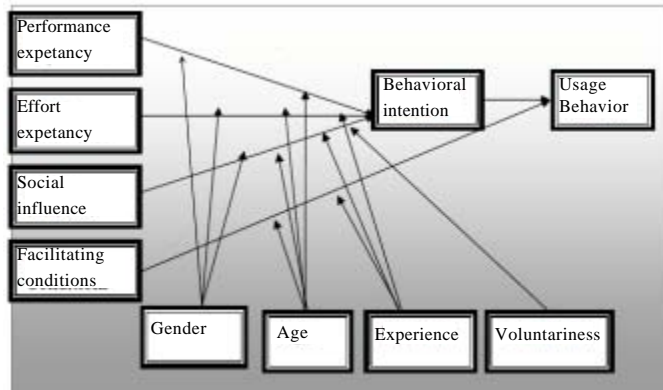 Performance
expetancy
Effort
expetancy
Social
influence
Facilitating
conditions
Behavioral
intention
Usage
Behavior
Gender
Age
Experience
Voluntariness